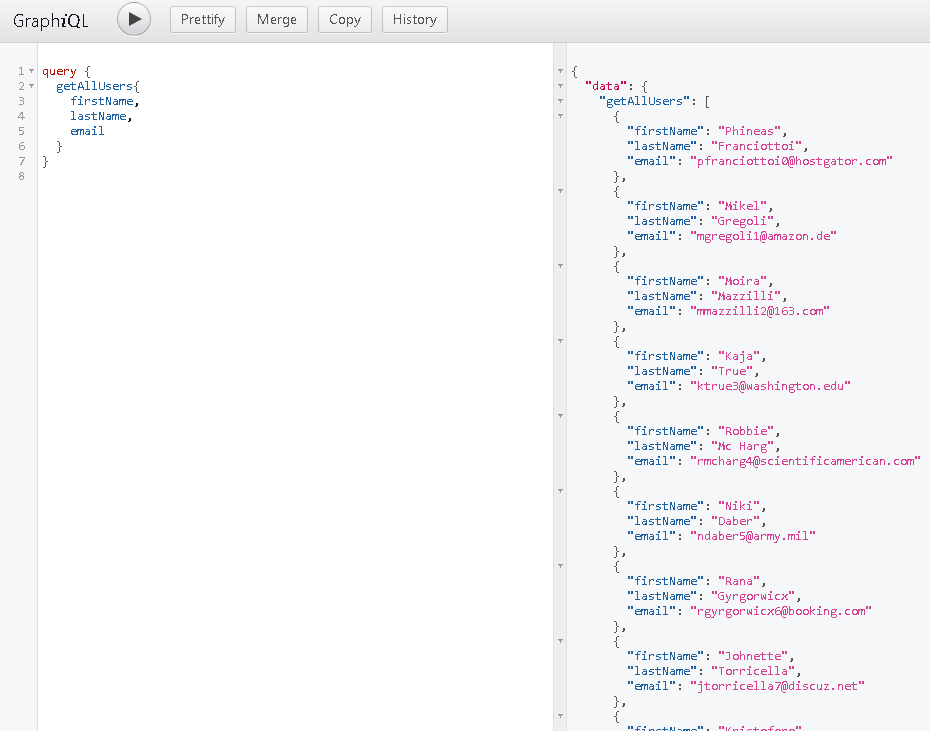 GraphiQL Prettify Merge Copy History
1 query {
2 getAllUsers{
3 firstName,
4 lastName,
5 email
6 }
7 }
8
{
"data": {
"getAllUsers": [
{
"firstName": "Phineas",
"lastName": "Franciottoi",
"email": "pfranciottoi0@hostgator.com"
},
{
"firstName": "Mikel",
"lastName": "Gregoli",
"email": "mgregoli1@amazon.de"
},
{
"firstName": "Moira",
"lastName": "Mazzilli",
"email": "mmazzilli2@163.com"
},
{
"firstName": "Kaja",
"lastName": "True",
"email": "ktrue3@washington.edu"
},
{
"firstName": "Robbie",
"lastName": "Mc Harg",
"email": "rmcharg4@scientificamerican.com"
},
{
"firstName": "Niki",
"lastName": "Daber",
"email": "ndaber5@army.mil"
},
{
"firstName": "Rana",
"lastName": "Gyrgorwicx",
"email": "rgyrgorwicx6@booking.com"
},
{
"firstName": "Johnette",
"lastName": "Torricella",
"email": "jtorricella7@discuz.net"
},
{
"firstName":